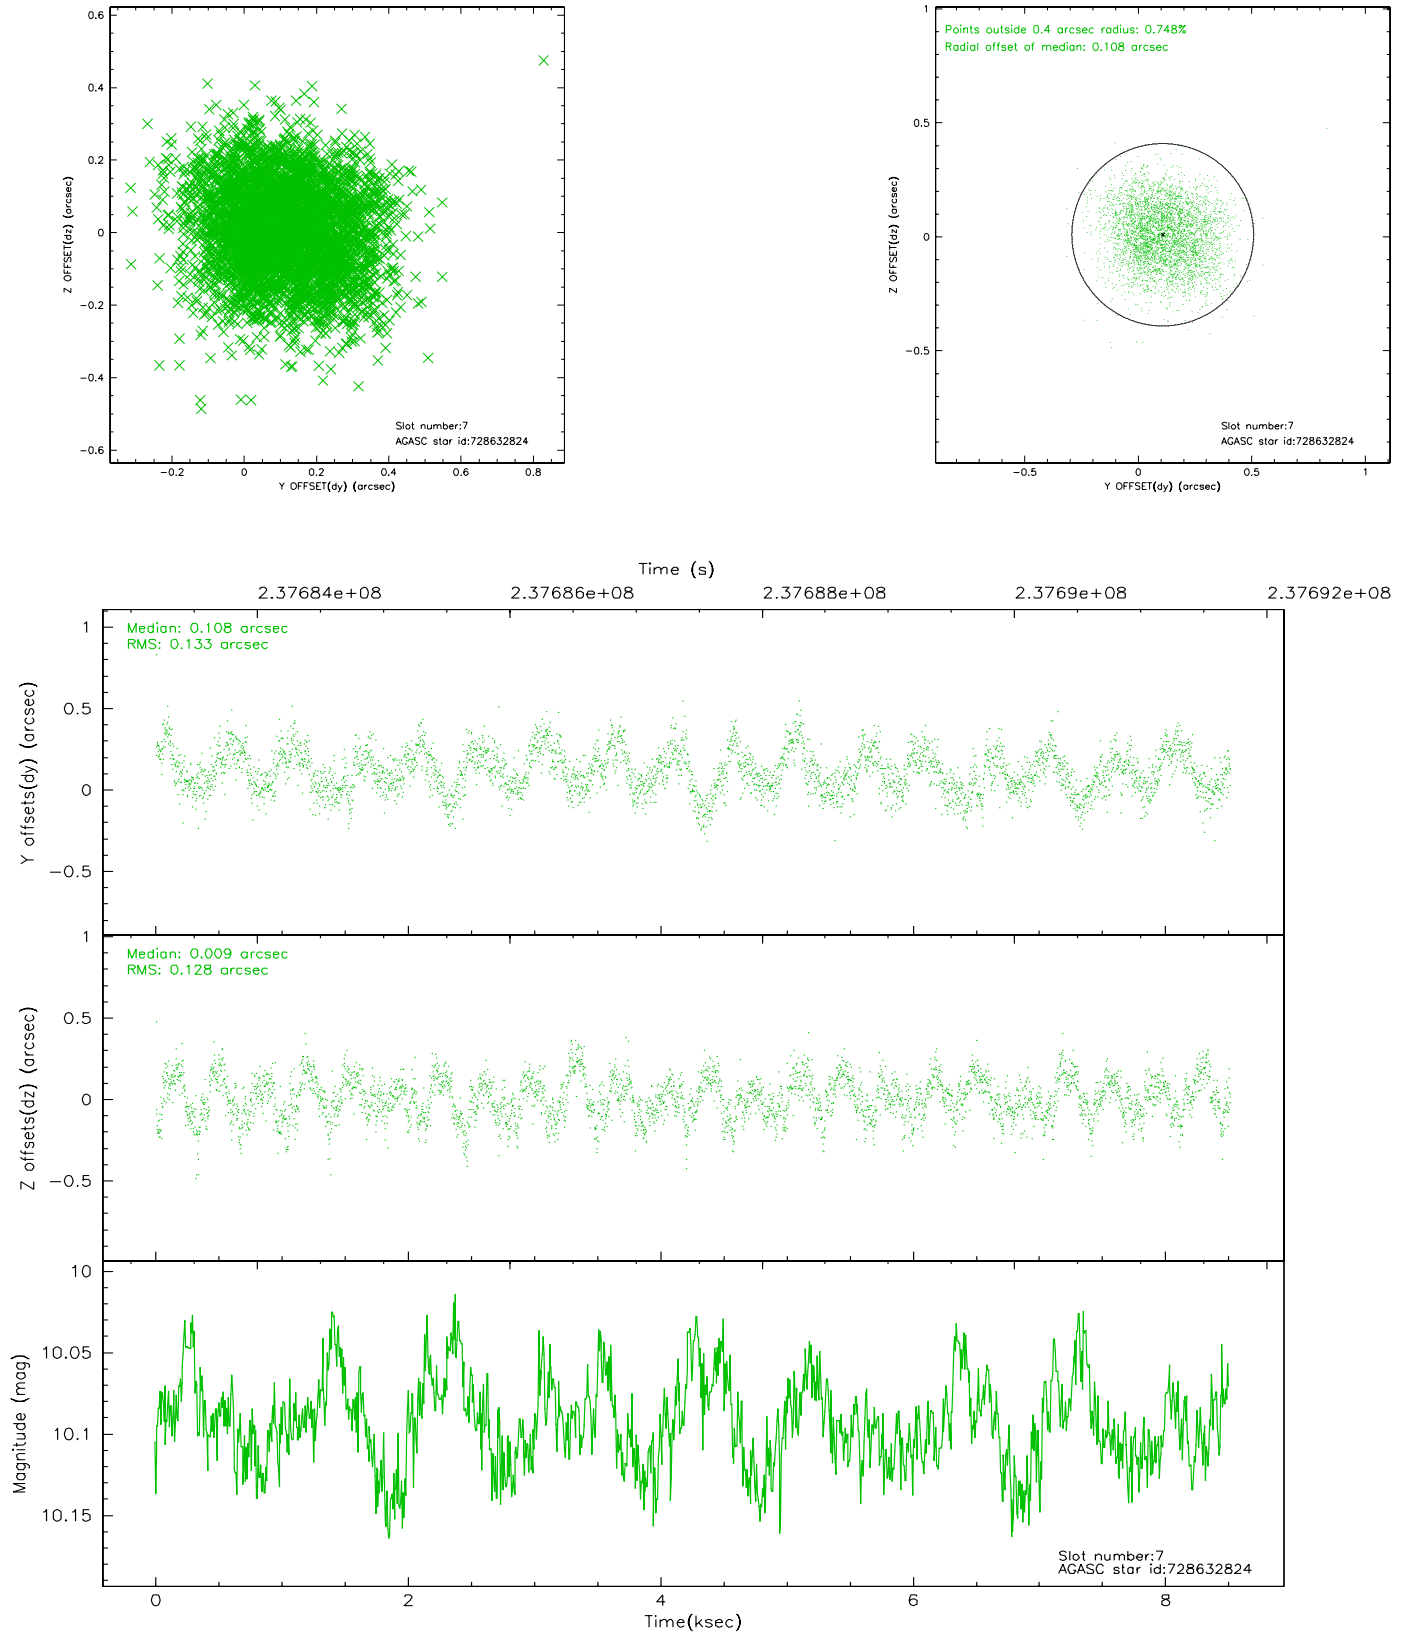 0.6
0.4
0.2
0
−0.2
−0.4
−0.6
Z OFFSET(dz) (arcsec)
Slot number:7
AGASC star id:728632824
−0.2 0 0.2 0.4 0.6 0.8
Y OFFSET(dy) (arcsec)
1
0.5
0
−0.5
Z OFFSET(dz) (arcsec)
Points outside 0.4 arcsec radius: 0.748%
Radial offset of median: 0.108 arcsec
Slot number:7
AGASC star id:728632824
−0.5 0 0.5 1
Y OFFSET(dy) (arcsec)
Time (s)
2.37684e+08 2.37686e+08 2.37688e+08 2.3769e+08 2.37692e+08
Median: 0.108 arcsec
RMS: 0.133 arcsec
1
0.5
0
−0.5
Y offsets(dy) (arcsec)
Median: 0.009 arcsec
RMS: 0.128 arcsec
1
0.5
0
−0.5
Z offsets(dz) (arcsec)
10
10.05
10.1
10.15
Magnitude (mag)
Slot number:7
AGASC star id:728632824
0 2 4 6 8
Time(ksec)